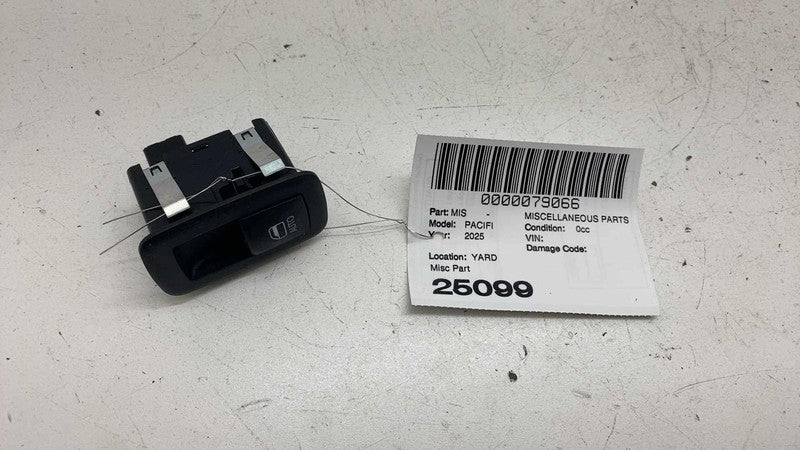 AUTO
0000079066
Part: MIS - MISCELLANEOUS PARTS
Model: PACIFI Condition: 0cc
Year: 2025 VIN:
Damage Code:
Location: YARD
Misc Part
25099